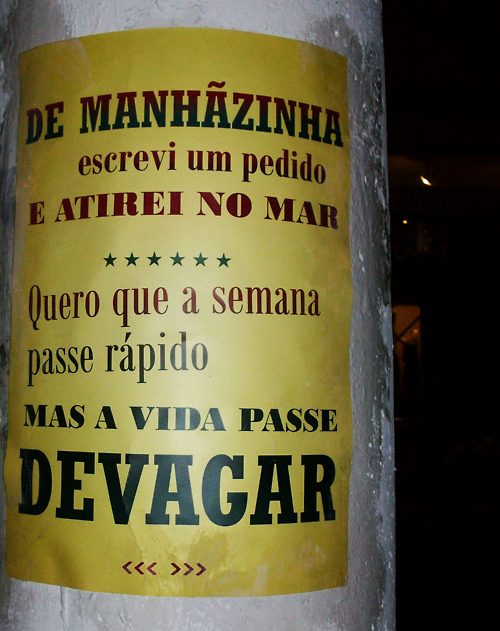 DE MANHÃZINHA
escrevi um pedido
E ATIREI NO MAR
★★★★★★
Quero que a semana
passe rápido
MAS A VIDA PASSE
DEVAGAR
<<< >>>